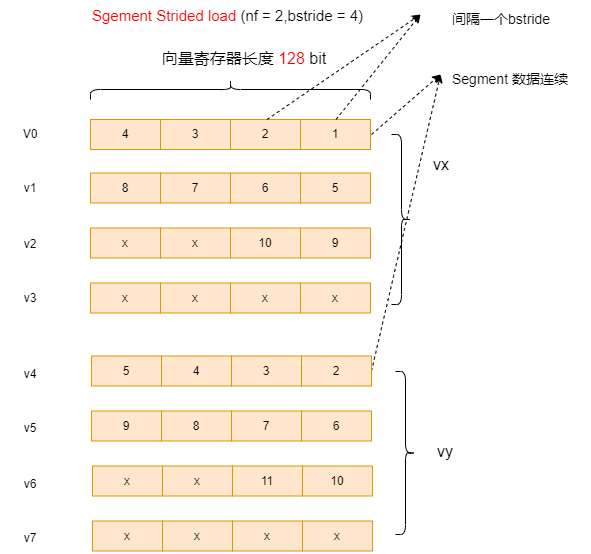 Sgement Strided load (nf = 2,bstride = 4)
间隔一个bstride
向量寄存器长度 128 bit
Segment 数据连续
V0 4 3 2 1
vx
v1 8 7 6 5
v2 x x 10 9
v3 x x x x
v4 5 4 3 2
v5 9 8 7 6
vy
v6 x x 11 10
v7 x x x x